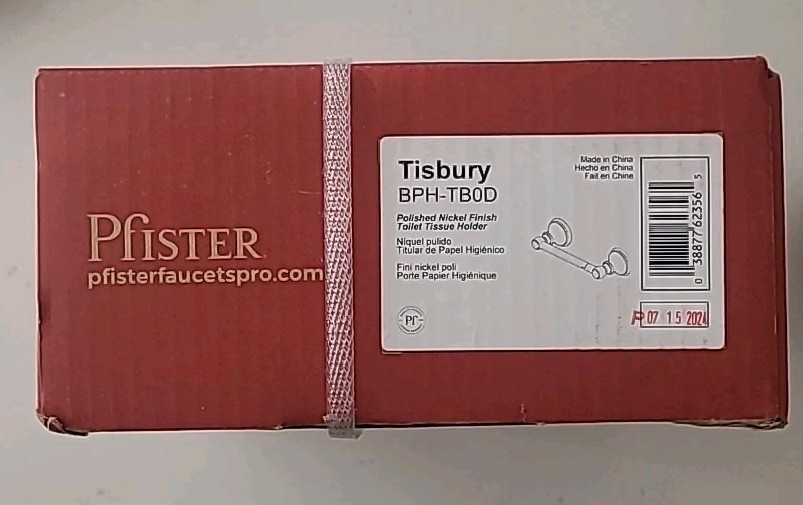 PfISTER
pfisterfaucetspro.com
Tisbury
BPH-TB0D
Polished Nickel Finish
Toilet Tissue Holder
Niquel pulido
Titular de Papel Higiénico
Fini nickel poli
Porte Papier Higiénique
Pf
Made in China
Hecho en China
Fait en Chine
0 38877 62356 5
P 07 15 2024